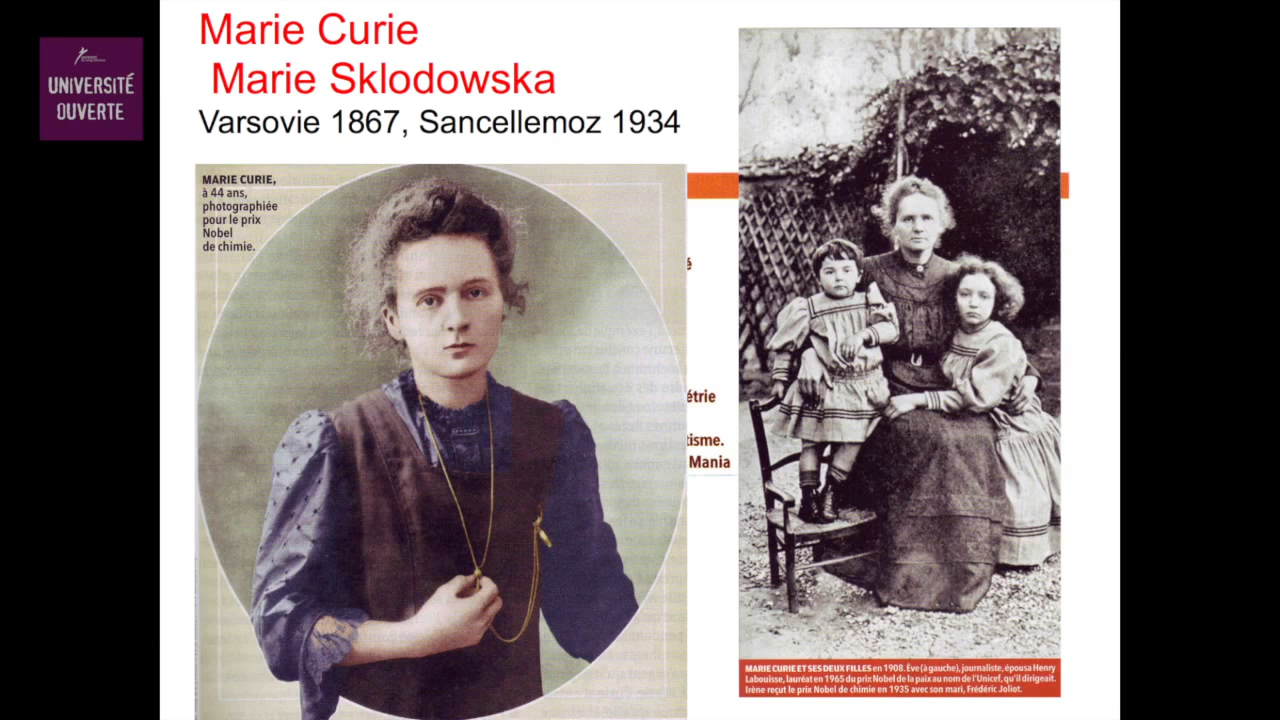 UNIVERSITÉ
OUVERTE
Marie Curie
Marie Sklodowska
Varsovie 1867, Sancellemoz 1934
MARIE CURIE,
à 44 ans,
photographiée
pour le prix
Nobel
de chimie.
é
étrie
tisme.
Mania
MARIE CURIE ET SES DEUX FILLES en 1908. Ève (à gauche), journaliste, épousa Henry
Labouisse, lauréat en 1965 du prix Nobel de la paix au nom de l'Unicef, qu'il dirigeait.
Irène reçut le prix Nobel de chimie en 1935 avec son mari, Frédéric Joliot.